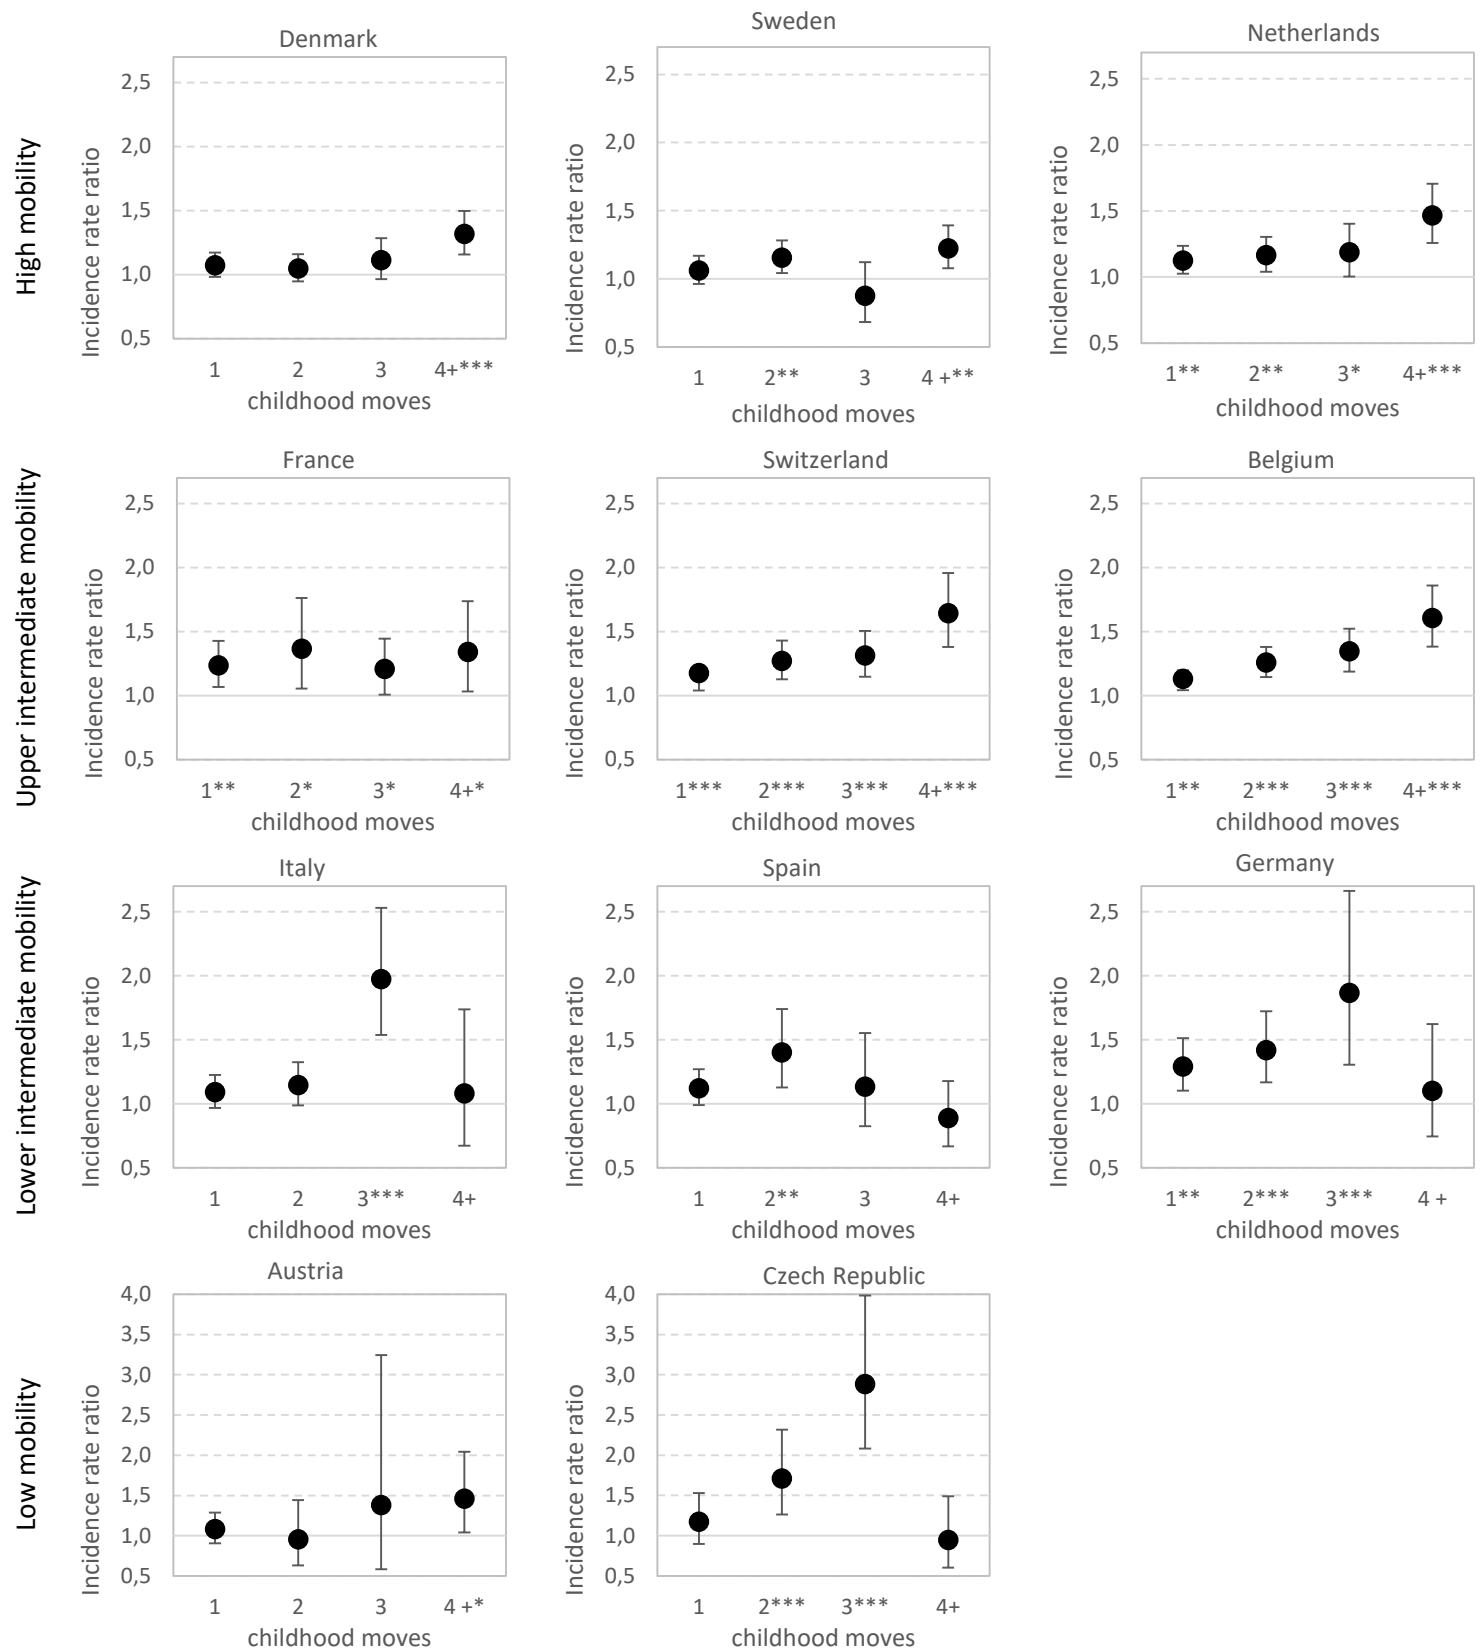 High mobility
Denmark
Incidence rate ratio
2,5
2,0
1,5
1,0
0,5
1 2 3 4+***
childhood moves
Sweden
Incidence rate ratio
2,5
2,0
1,5
1,0
0,5
1 2** 3 4 +**
childhood moves
Netherlands
Incidence rate ratio
2,5
2,0
1,5
1,0
0,5
1** 2** 3* 4+***
childhood moves
Upper intermediate mobility
France
Incidence rate ratio
2,5
2,0
1,5
1,0
0,5
1** 2* 3* 4+*
childhood moves
Switzerland
Incidence rate ratio
2,5
2,0
1,5
1,0
0,5
1*** 2*** 3*** 4+***
childhood moves
Belgium
Incidence rate ratio
2,5
2,0
1,5
1,0
0,5
1** 2*** 3*** 4+***
childhood moves
Lower intermediate mobility
Italy
Incidence rate ratio
2,5
2,0
1,5
1,0
0,5
1 2 3*** 4+
childhood moves
Spain
Incidence rate ratio
2,5
2,0
1,5
1,0
0,5
1 2** 3 4+
childhood moves
Germany
Incidence rate ratio
2,5
2,0
1,5
1,0
0,5
1** 2*** 3*** 4 +
childhood moves
Low mobility
Austria
Incidence rate ratio
4,0
3,5
3,0
2,5
2,0
1,5
1,0
0,5
1 2 3 4 +*
childhood moves
Czech Republic
Incidence rate ratio
4,0
3,5
3,0
2,5
2,0
1,5
1,0
0,5
1 2*** 3*** 4+
childhood moves